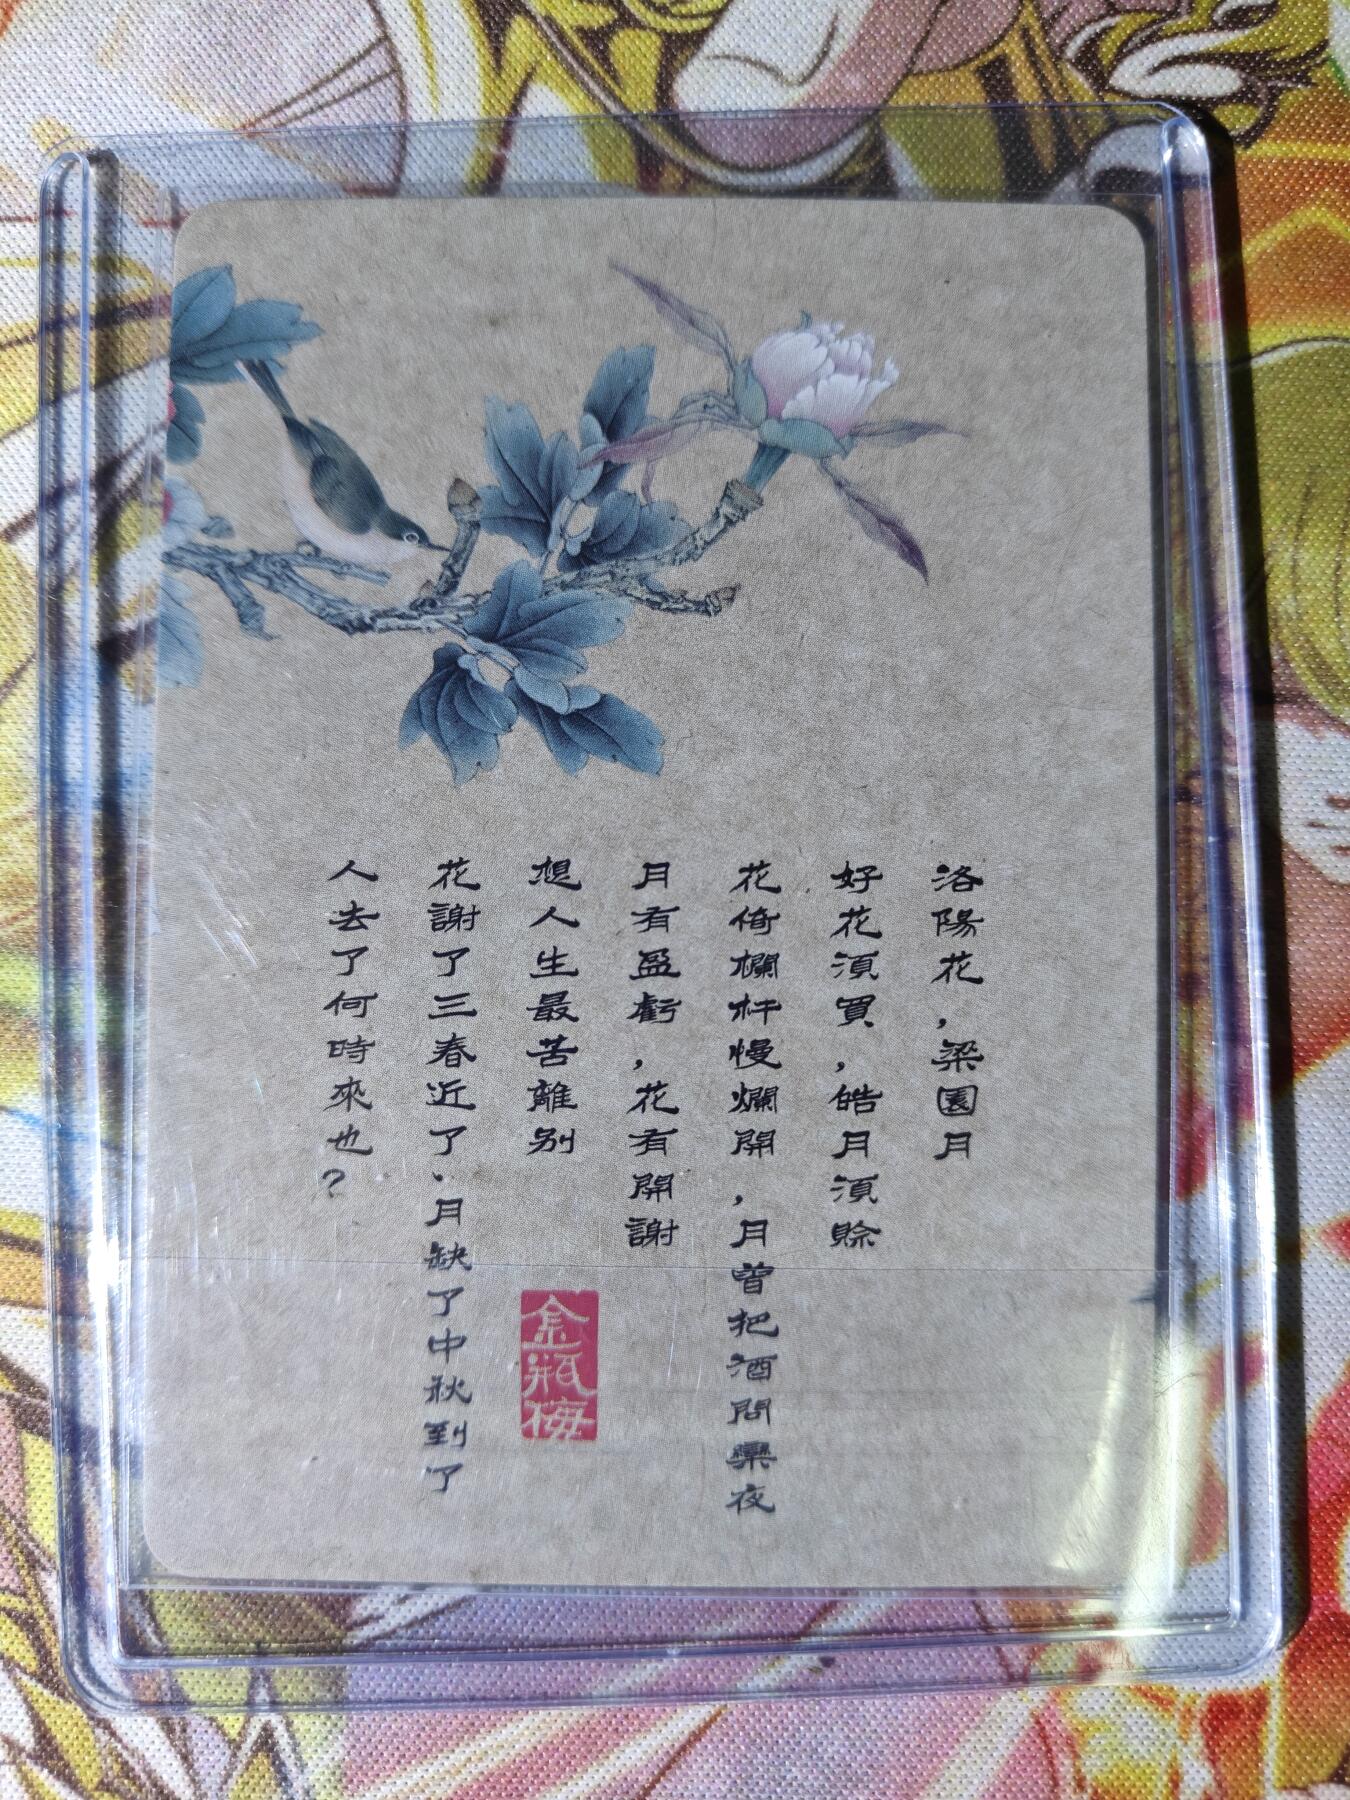 洛陽花，梁園月
好花須買，皓月須賒
花倚欄杆慢爛開，月曾把酒問欒夜
月有盈虧，花有開謝
想人生最苦離别
花謝了三春近了、月缺了中秋到了
人去了何時來也?
金瓶梅